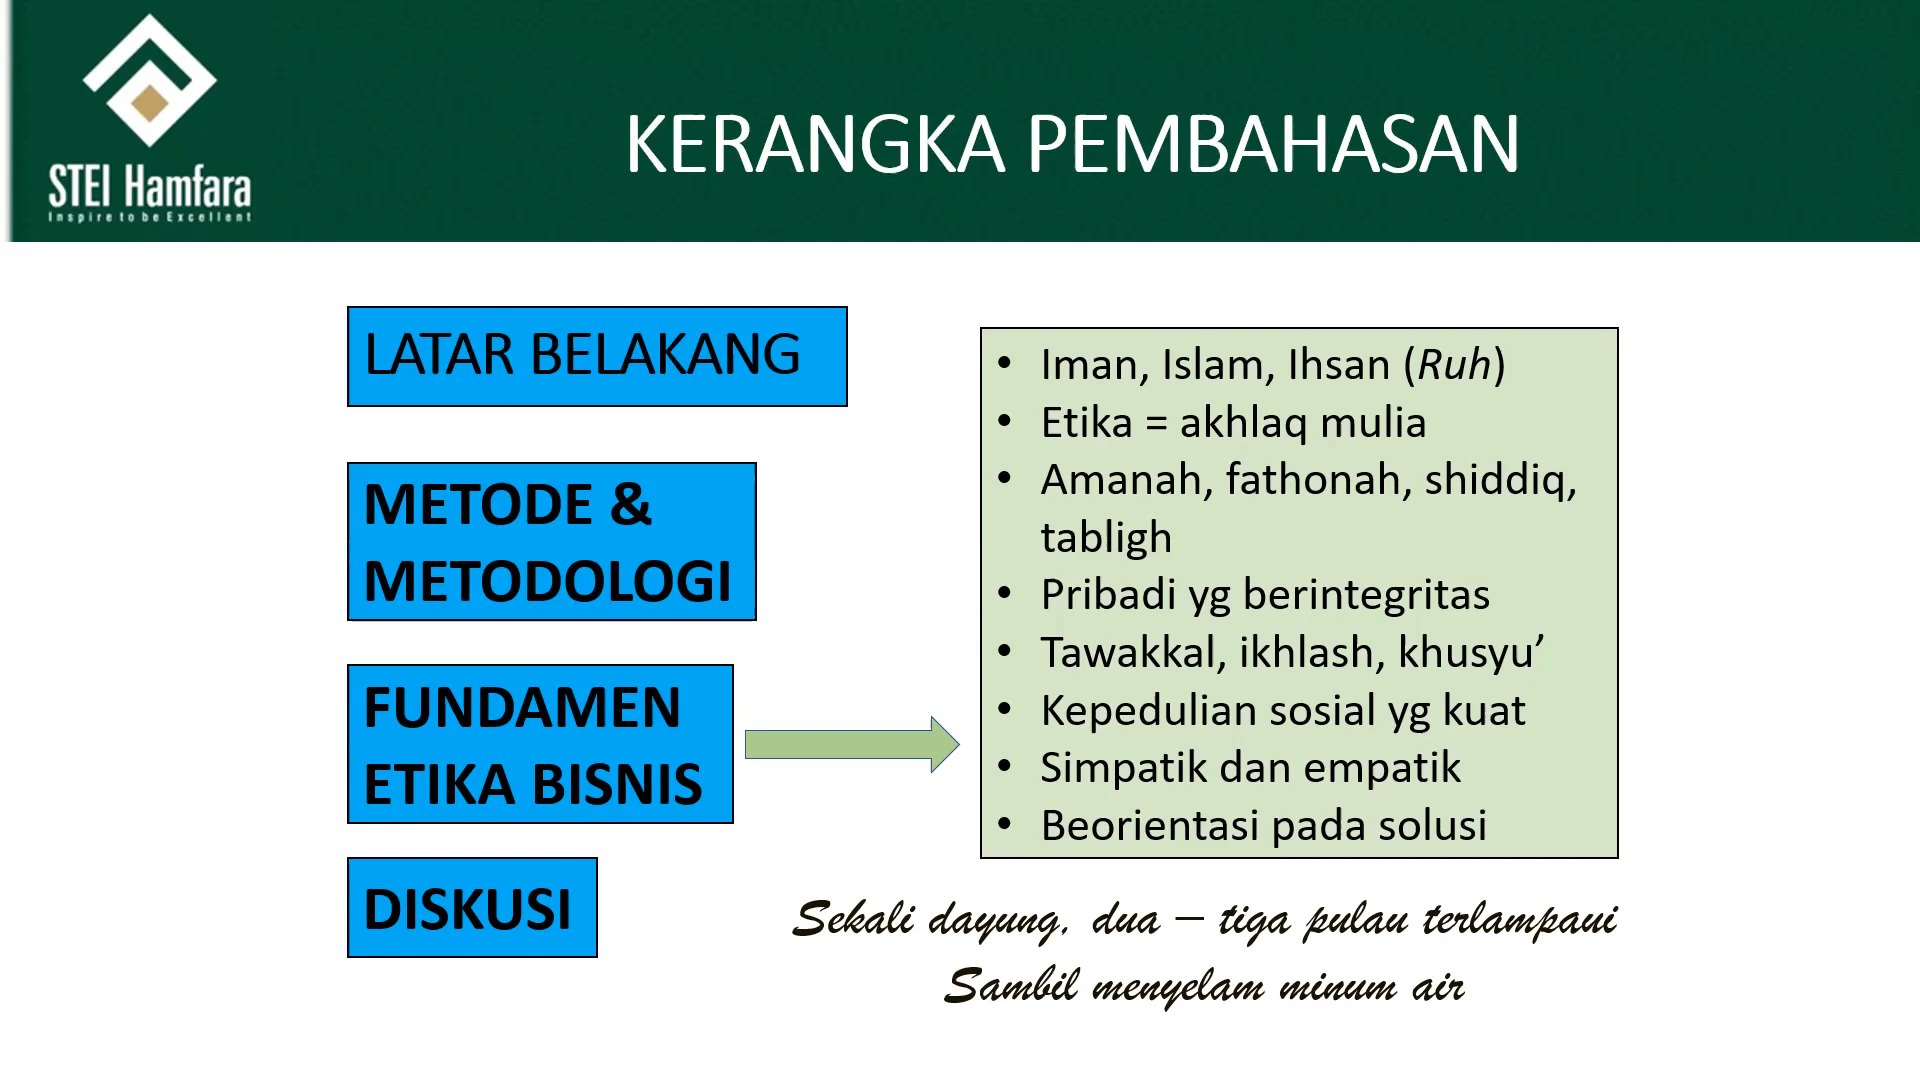 STEI Hamfara
Inspire to be Excellent
KERANGKA PEMBAHASAN
LATAR BELAKANG
METODE &
METODOLOGI
FUNDAMEN
ETIKA BISNIS
DISKUSI
• Iman, Islam, Ihsan (Ruh)
• Etika = akhlaq mulia
• Amanah, fathonah, shiddiq,
tabligh
• Pribadi yg berintegritas
• Tawakkal, ikhlash, khusyu’
• Kepedulian sosial yg kuat
• Simpatik dan empatik
• Beorientasi pada solusi
Sekali dayung, dua – tiga pulau terlampaui
Sambil menyelam minum air